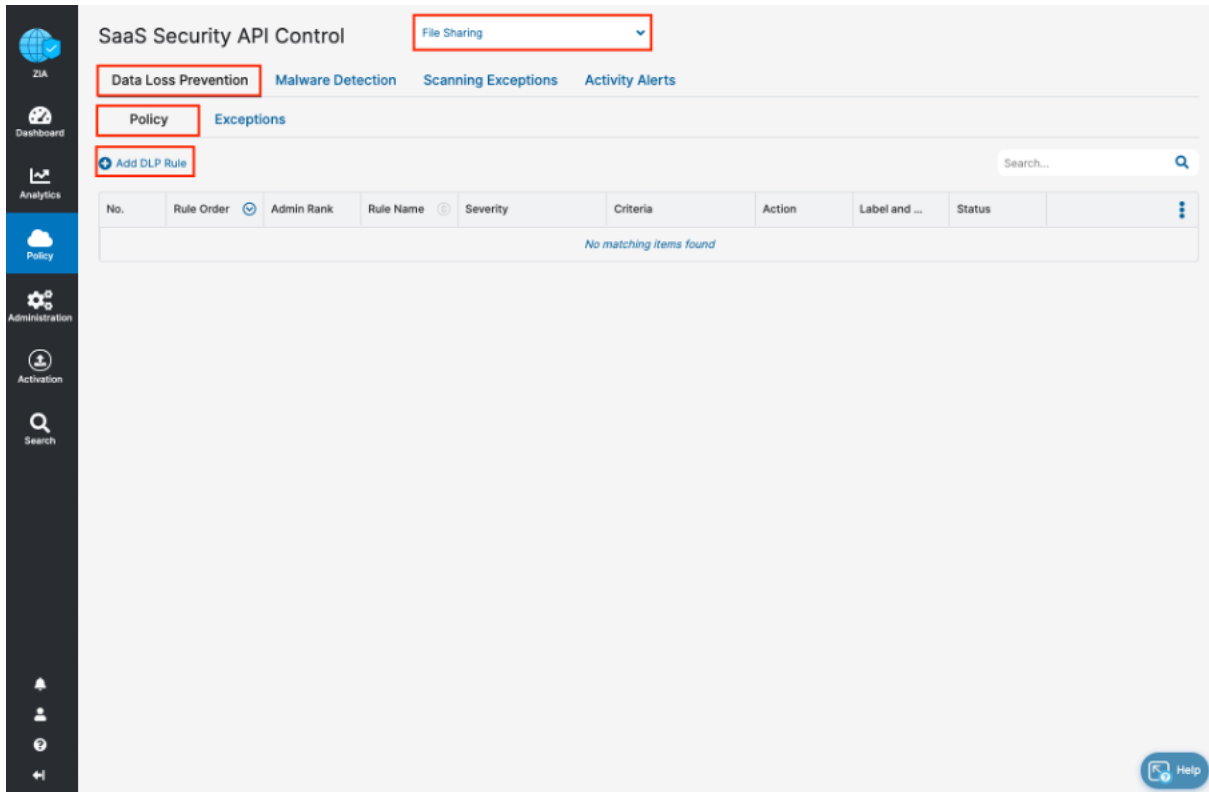 SaaS Security API Control
File Sharing
ZIA
Data Loss Prevention Malware Detection Scanning Exceptions Activity Alerts
Dashboard
Policy Exceptions
Add DLP Rule
Search...
Analytics
No. Rule Order Admin Rank Rule Name Severity Criteria Action Label and ... Status
No matching items found
Policy
Administration
Activation
Search
Help